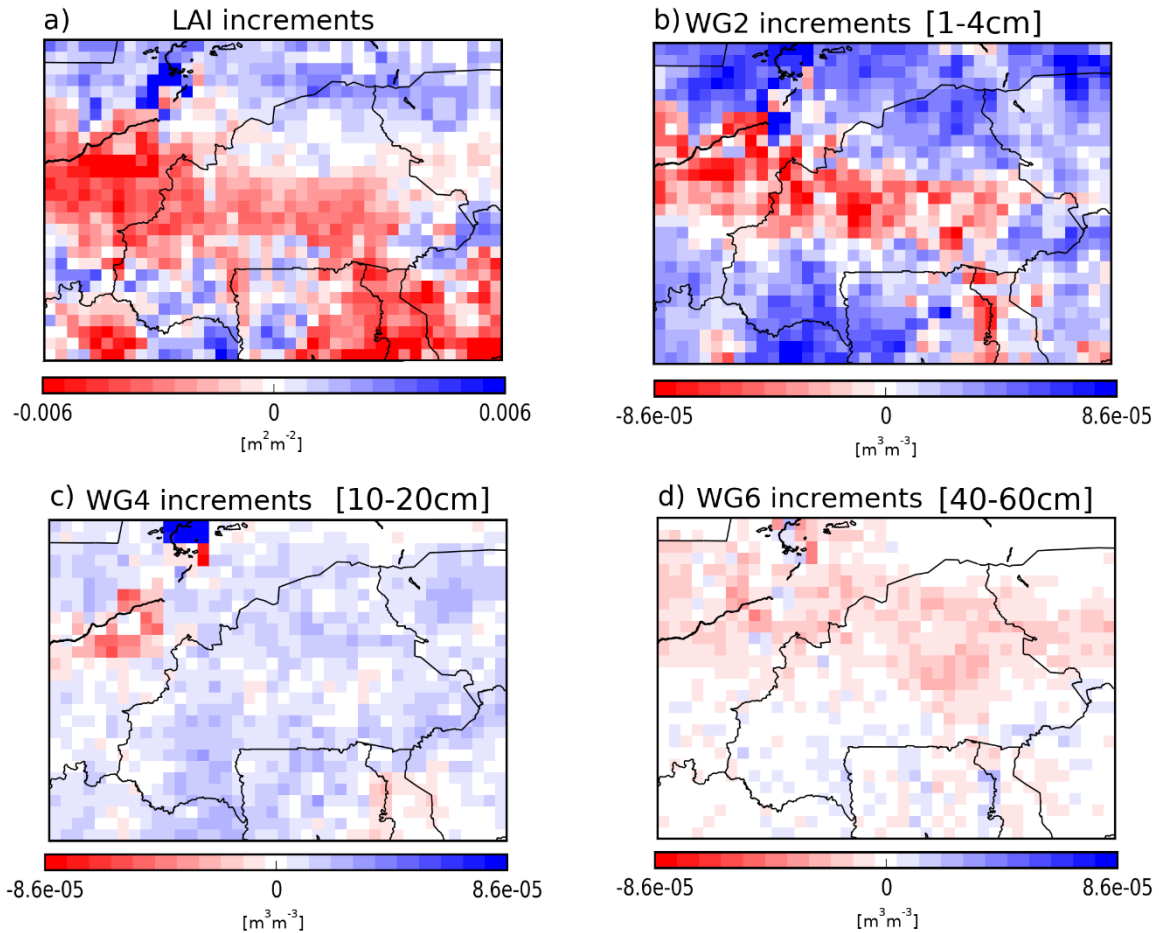 a) LAI increments
b) WG2 increments [1-4cm]
-0.006 0 0.006
[m²m⁻²]
-8.6e-05 0 8.6e-05
[m³m⁻³]
c) WG4 increments [10-20cm]
d) WG6 increments [40-60cm]
-8.6e-05 0 8.6e-05
[m³m⁻³]
-8.6e-05 0 8.6e-05
[m³m⁻³]